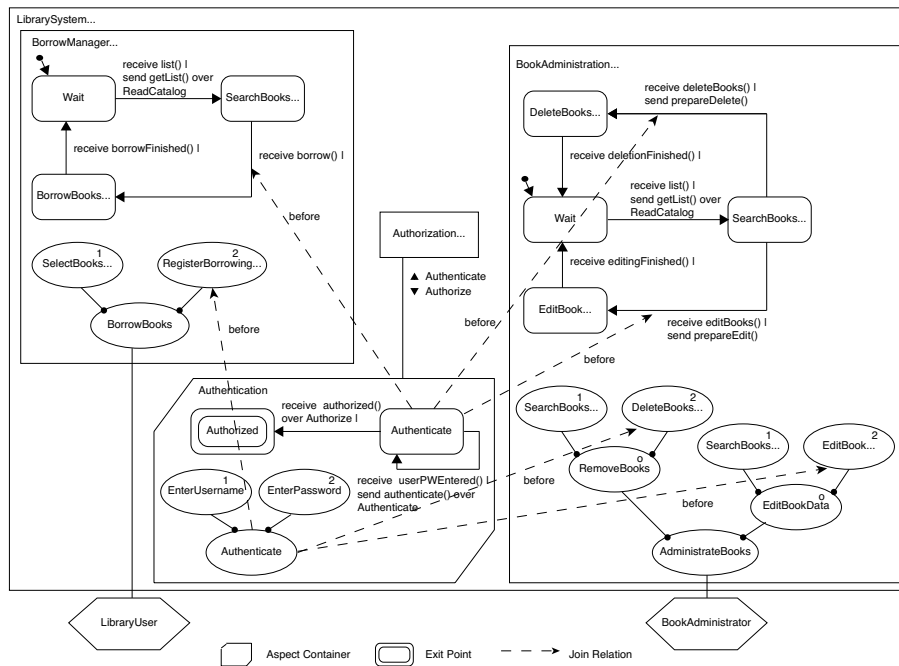 LibrarySystem...
BorrowManager...
receive list() I
send getList() over
ReadCatalog
Wait
SearchBooks...
receive borrowFinished() I
receive borrow() I
BorrowBooks...
before
1
SelectBooks...
2
RegisterBorrowing...
BorrowBooks
before
Authorization...
Authenticate
Authorize
BookAdministration...
receive deleteBooks() I
send prepareDelete()
DeleteBooks...
receive deletionFinished() I
receive list() I
send getList() over
ReadCatalog
Wait
SearchBooks...
receive editingFinished() I
EditBook...
receive editBooks() I
send prepareEdit()
before
before
Authentication
receive authorized()
over Authorize I
Authorized
Authenticate
receive userPWEntered() I
send authenticate() over
Authenticate
1
EnterUsername
2
EnterPassword
Authenticate
before
before
1
SearchBooks...
2
DeleteBooks...
o
RemoveBooks
1
SearchBooks...
2
EditBook...
o
EditBookData
AdministrateBooks
LibraryUser
BookAdministrator
Aspect Container
Exit Point
Join Relation